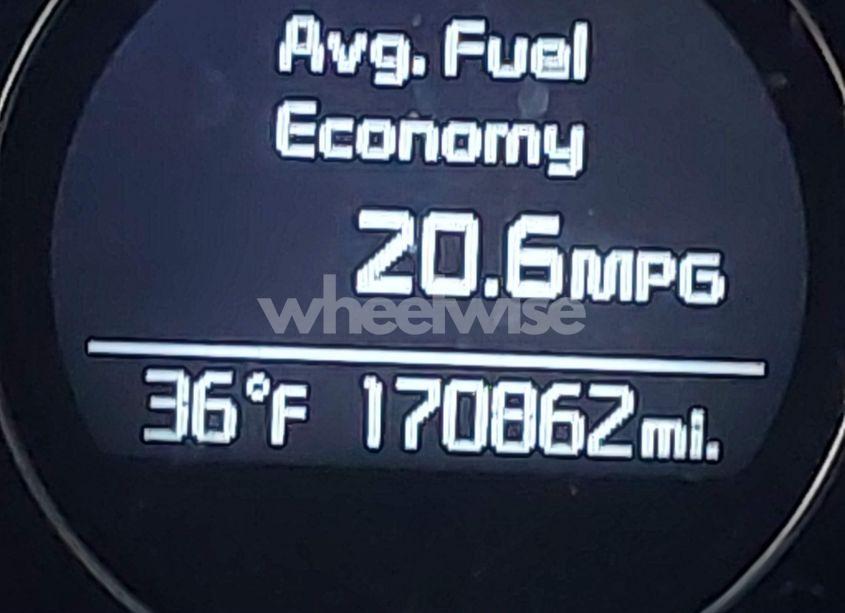 Avg. Fuel
Economy
20.6MPG
wheelwise
36°F 170862mi.